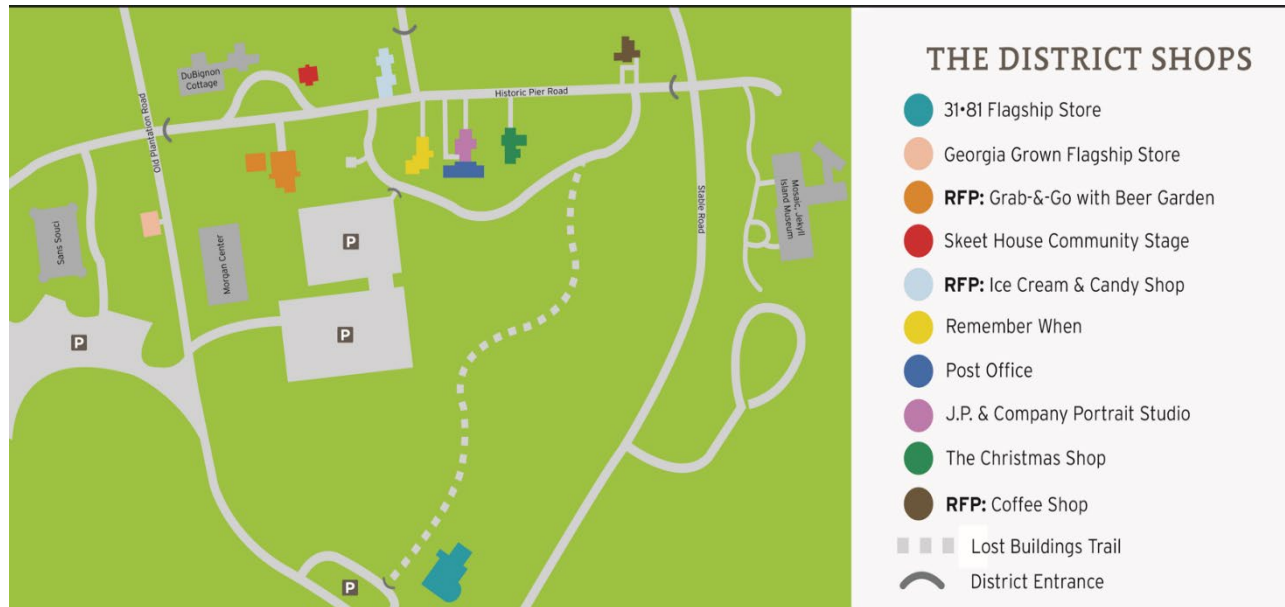 THE DISTRICT SHOPS
31•81 Flagship Store
Georgia Grown Flagship Store
RFP: Grab-&-Go with Beer Garden
Skeet House Community Stage
RFP: Ice Cream & Candy Shop
Remember When
Post Office
J.P. & Company Portrait Studio
The Christmas Shop
RFP: Coffee Shop
Lost Buildings Trail
District Entrance
DuBignon
Cottage
Old Plantation Road
Historic Pier Road
Sans Souci
Morgan Center
Stable Road
Mosaic, Jekyll
Island Museum
P
P
P
P